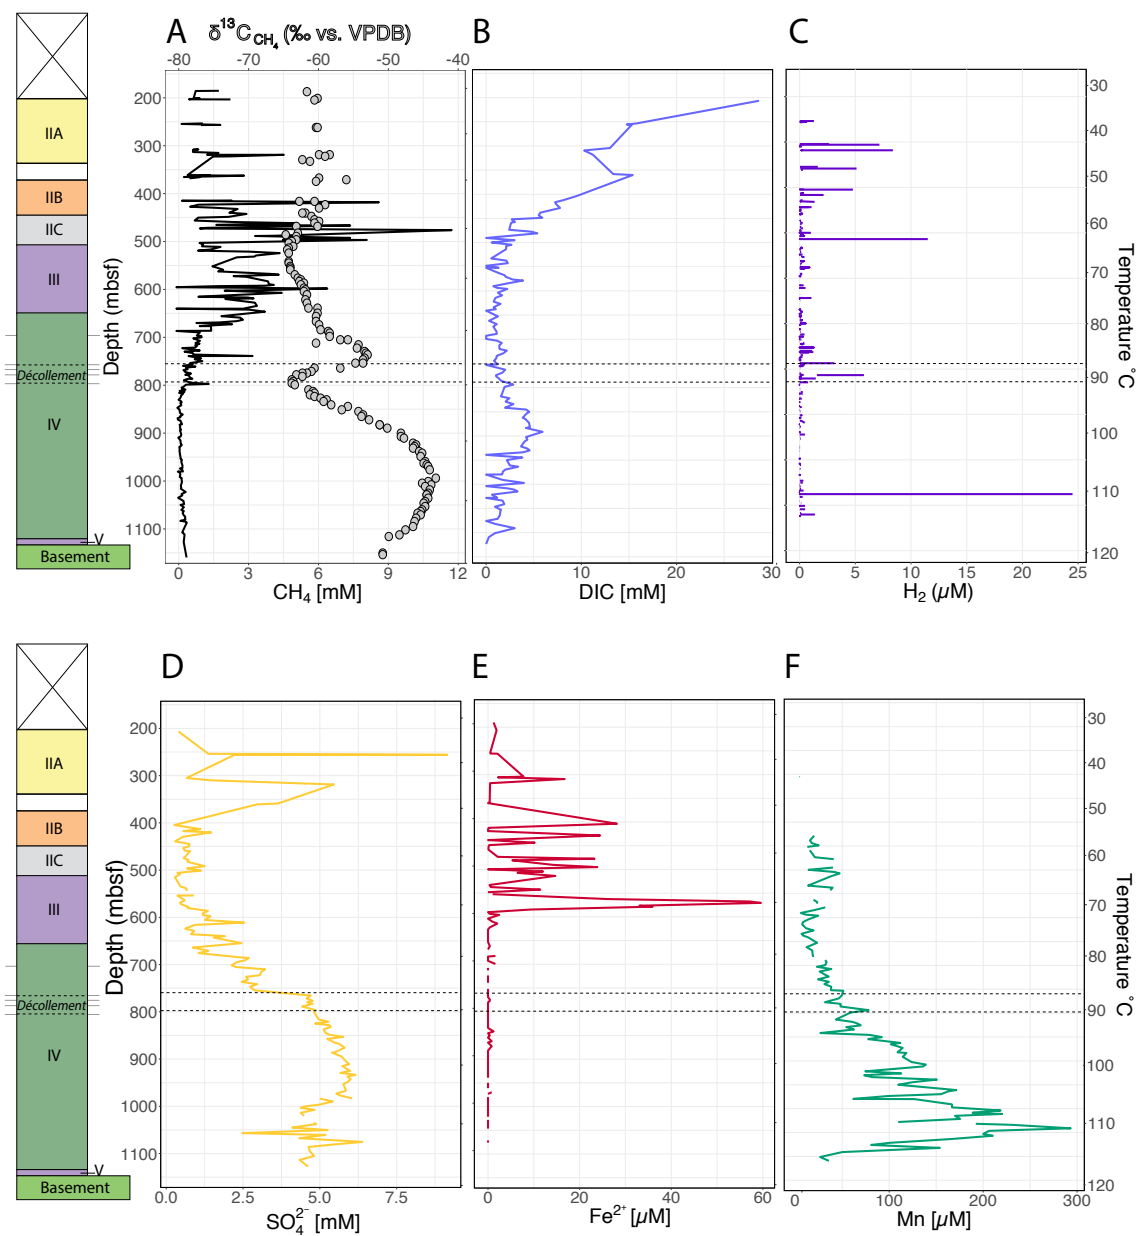 A
δ¹³C_CH₄ (‰ vs. VPDB)
B
C
-80 -70 -60 -50 -40
200
300
400
500
600
700
800
900
1000
1100
Depth (mbsf)
IIA
IIB
IIC
III
Décollement
IV
V
Basement
0 3 6 9 12
CH₄ [mM]
0 10 20 30
DIC [mM]
0 5 10 15 20 25
H₂ (µM)
30
40
50
60
70
80
90
100
110
120
Temperature °C
D
E
F
200
300
400
500
600
700
800
900
1000
1100
Depth (mbsf)
IIA
IIB
IIC
III
Décollement
IV
V
Basement
0.0 2.5 5.0 7.5
SO₄²⁻ [mM]
0 20 40 60
Fe²⁺ [µM]
0 100 200 300
Mn [µM]
30
40
50
60
70
80
90
100
110
120
Temperature °C